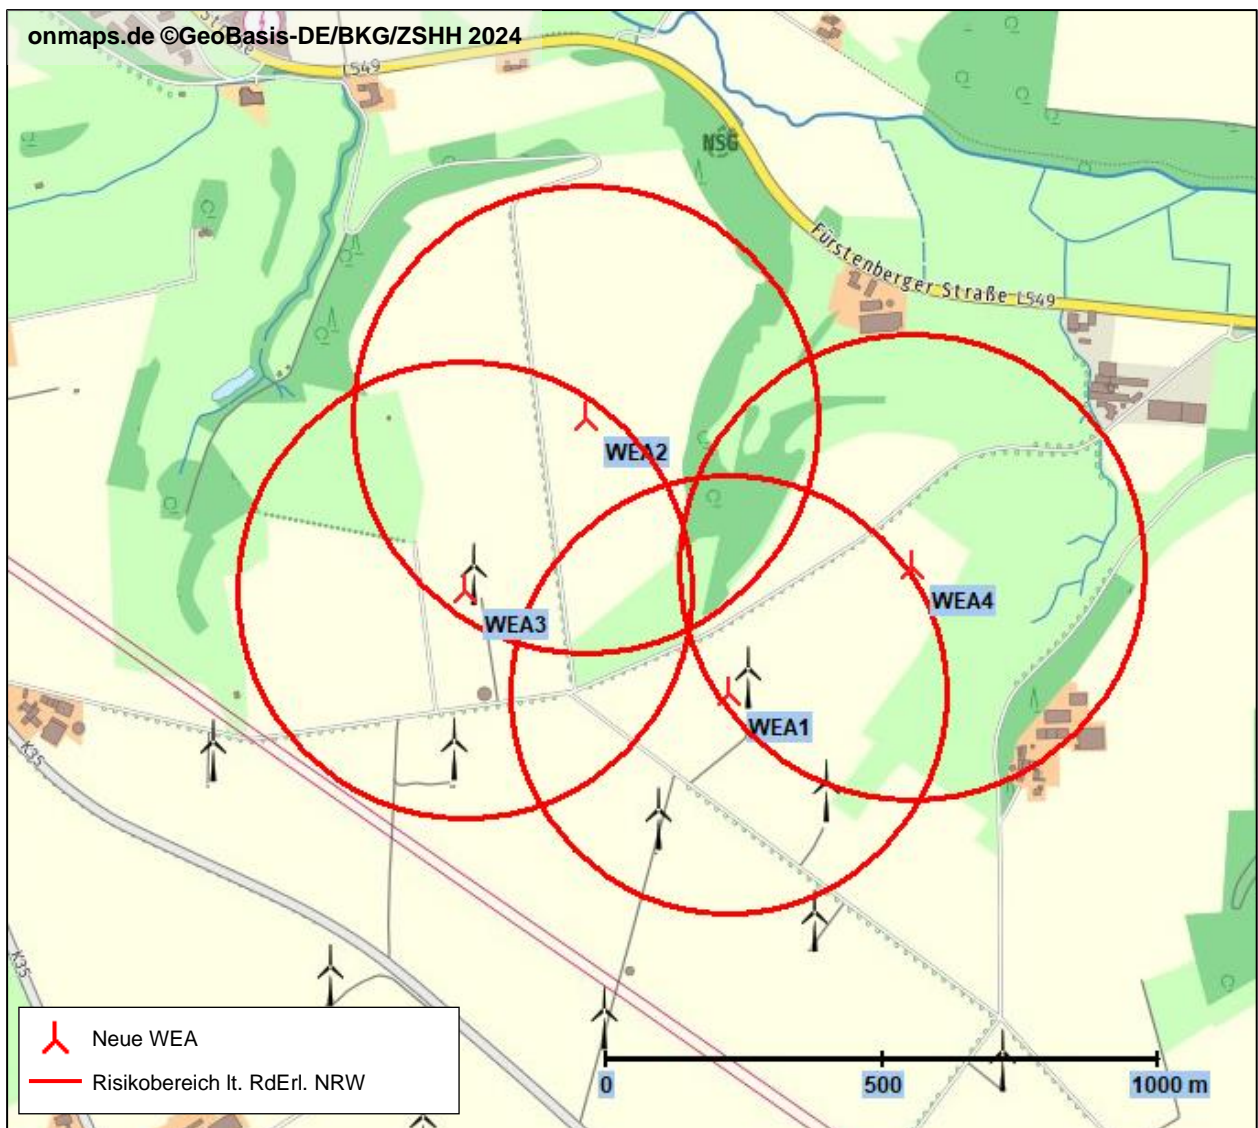 onmaps.de ©GeoBasis-DE/BKG/ZSHH 2024
Straße
L549
NSG
Fürstenberger Straße L549
WEA2
WEA4
WEA3
WEA1
K35
K35
Neue WEA
Risikobereich lt. RdErl. NRW
0
500
1000 m